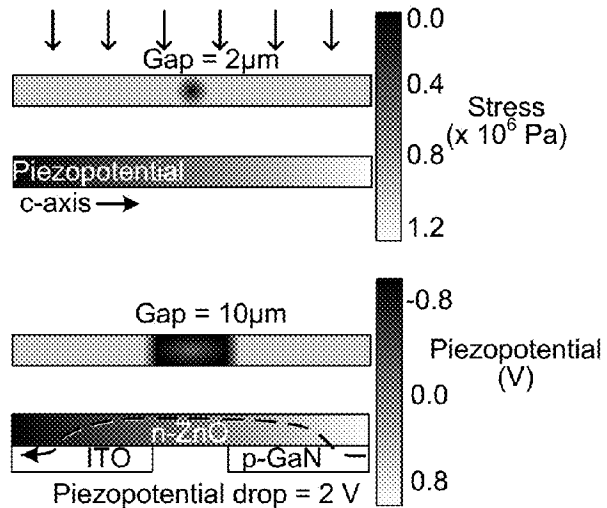 0.0
Gap = 2μm
0.4
Stress
(x 10⁶ Pa)
0.8
Piezopotential
c-axis
1.2
-0.8
Gap = 10μm
Piezopotential
(V)
0.0
n-ZnO
ITO
p-GaN
0.8
Piezopotential drop = 2 V